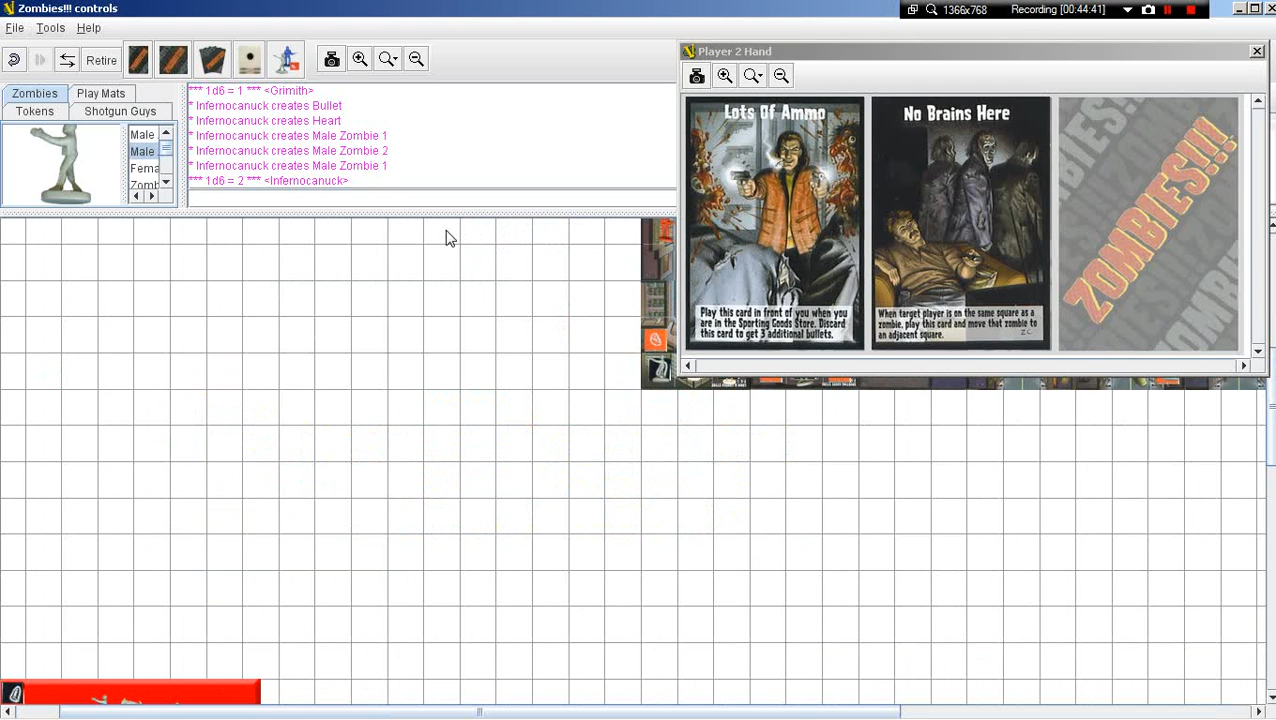 Zombies!!! controls
1366x768
Recording [00:44:41]
File
Tools
Help
Retire
Zombies
Play Mats
Tokens
Shotgun Guys
Male
Male
Fema
Zomb
*** 1d6 = 1 *** <Grimith>
* Infernocanuck creates Bullet
* Infernocanuck creates Heart
* Infernocanuck creates Male Zombie 1
* Infernocanuck creates Male Zombie 2
* Infernocanuck creates Male Zombie 1
*** 1d6 = 2 *** <Infernocanuck>
Player 2 Hand
Lots Of Ammo
Play this card in front of you when you
are in the Sporting Goods Store. Discard
this card to get 3 additional bullets.
No Brains Here
When target player is on the same square as a
zombie, play this card and move that zombie to
an adjacent square.
ZC
ZOMBIES!!!